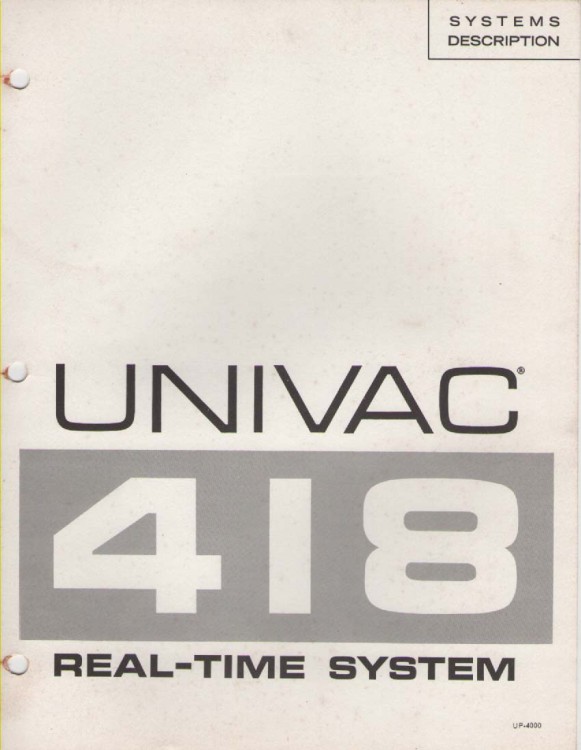 SYSTEMS
DESCRIPTION
UNIVAC®
418
REAL-TIME SYSTEM
UP-4000